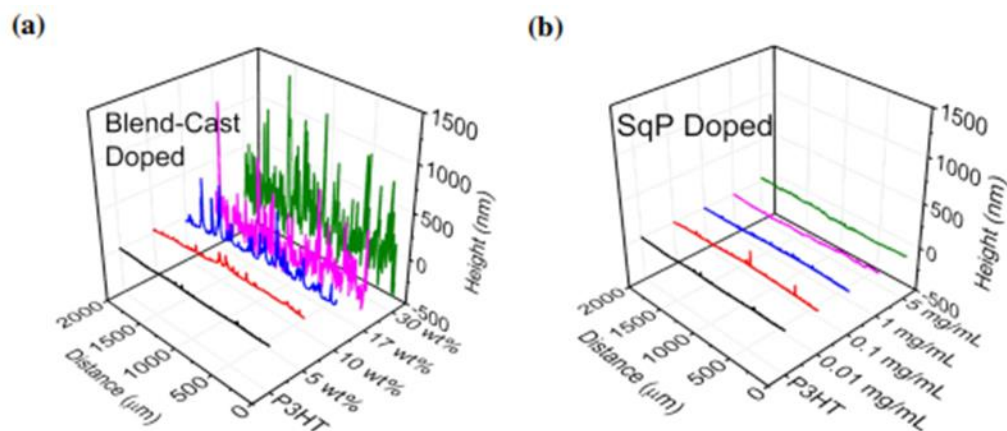 (a)
Blend-Cast
Doped
1500
1000
500
0
-500
Height (nm)
2000
1500
1000
500
0
Distance (μm)
P3HT
5 wt%
10 wt%
17 wt%
30 wt%
(b)
SqP Doped
1500
1000
500
0
-500
Height (nm)
2000
1500
1000
500
0
Distance (μm)
P3HT
0.01 mg/mL
0.1 mg/mL
1 mg/mL
5 mg/mL